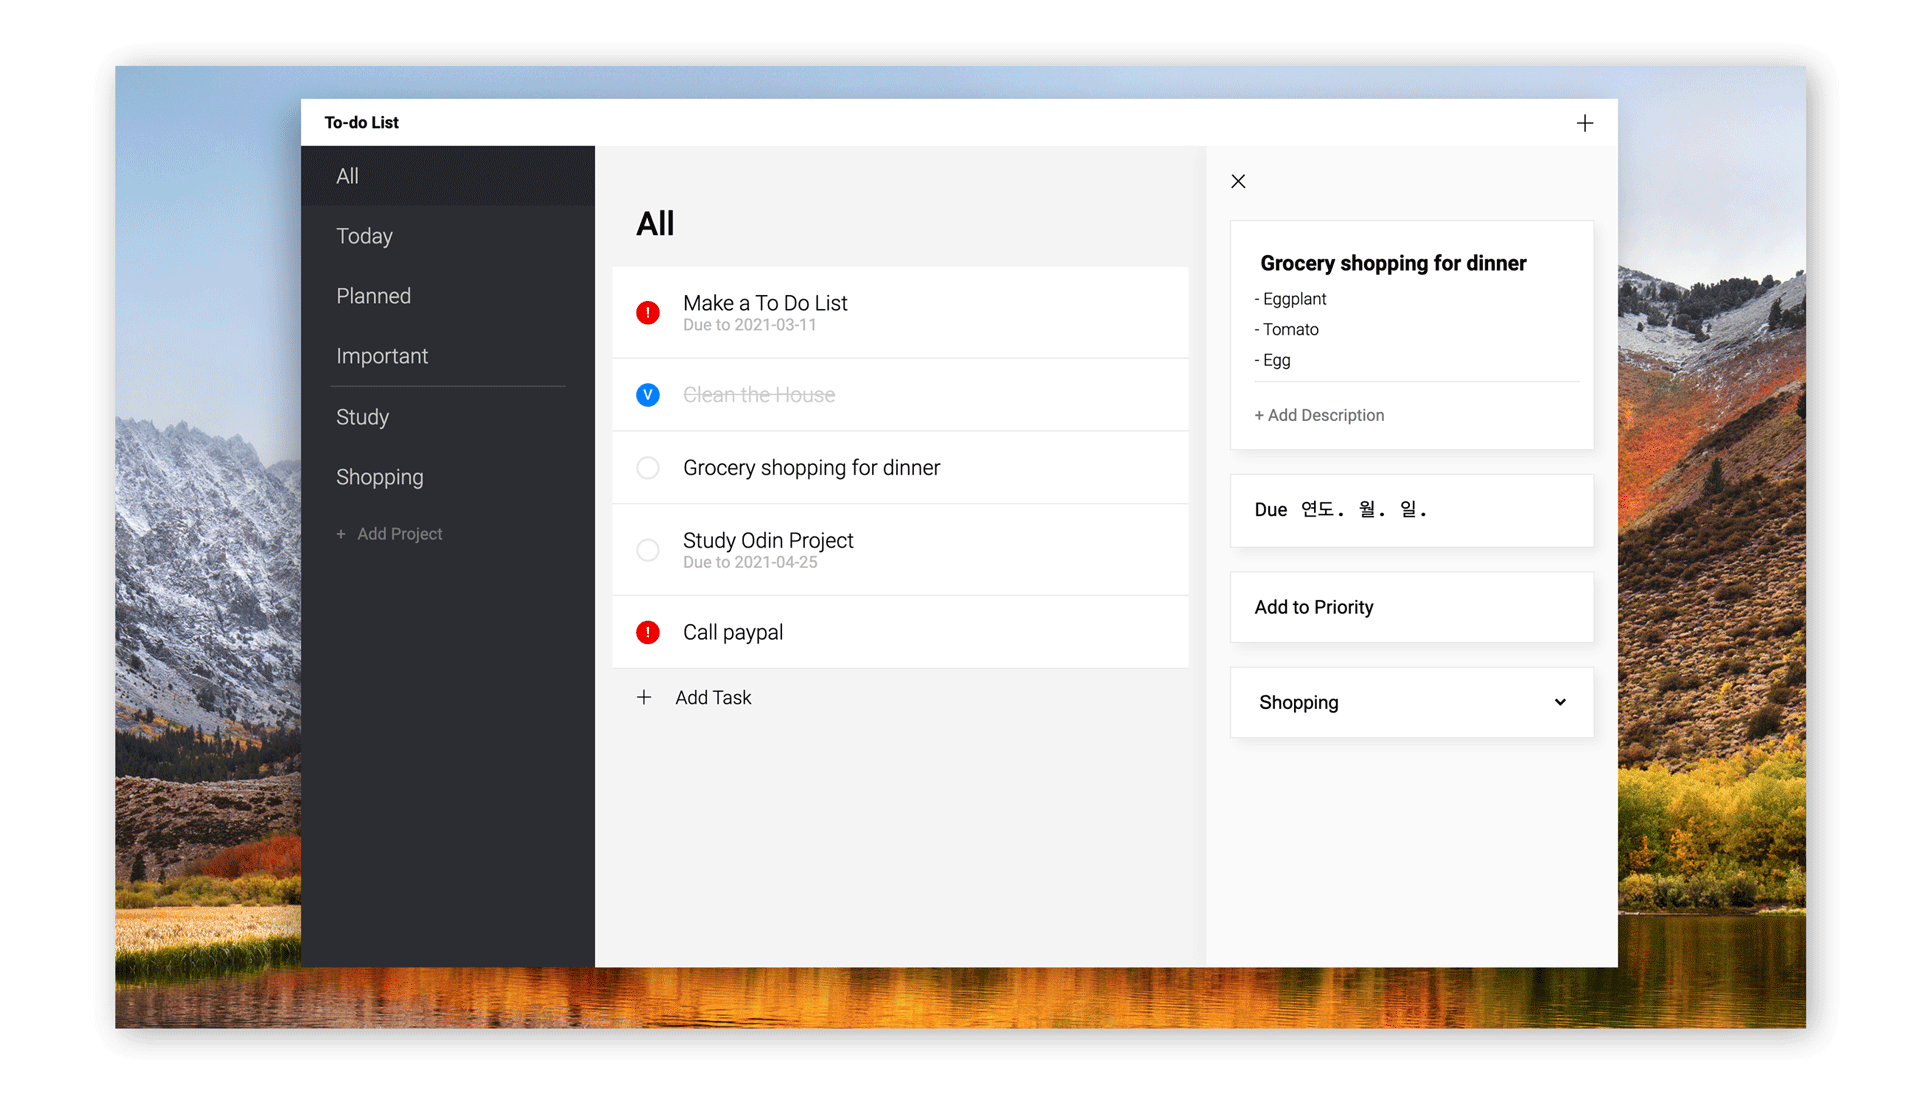 To-do List
All
Today
Planned
Important
Study
Shopping
+ Add Project
All
! Make a To Do List
Due to 2021-03-11
V Clean the House
Grocery shopping for dinner
Study Odin Project
Due to 2021-04-25
! Call paypal
+ Add Task
Grocery shopping for dinner
- Eggplant
- Tomato
- Egg
+ Add Description
Due 연도. 월. 일.
Add to Priority
Shopping